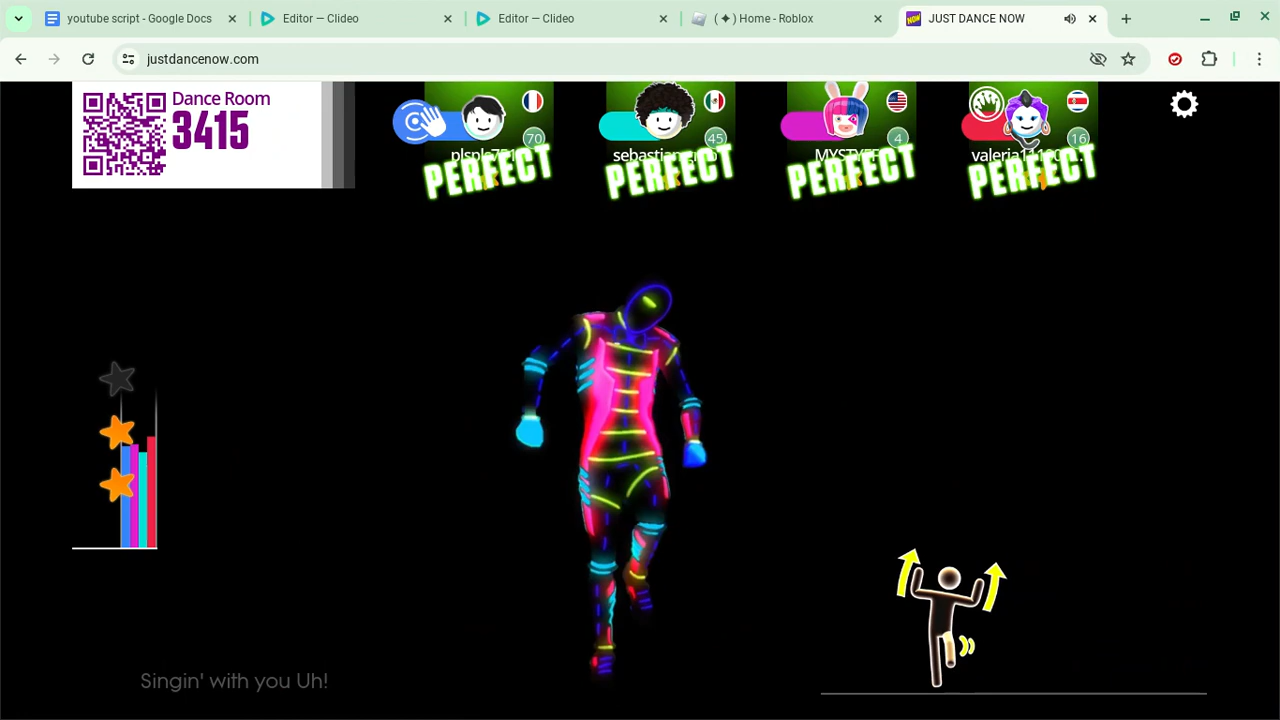 youtube script - Google Docs
Editor — Clideo
Editor — Clideo
(✦) Home - Roblox
NOW
JUST DANCE NOW
justdancenow.com
Dance Room
3415
70
45
4
16
PERFECT
PERFECT
PERFECT
PERFECT
Singin' with you Uh!